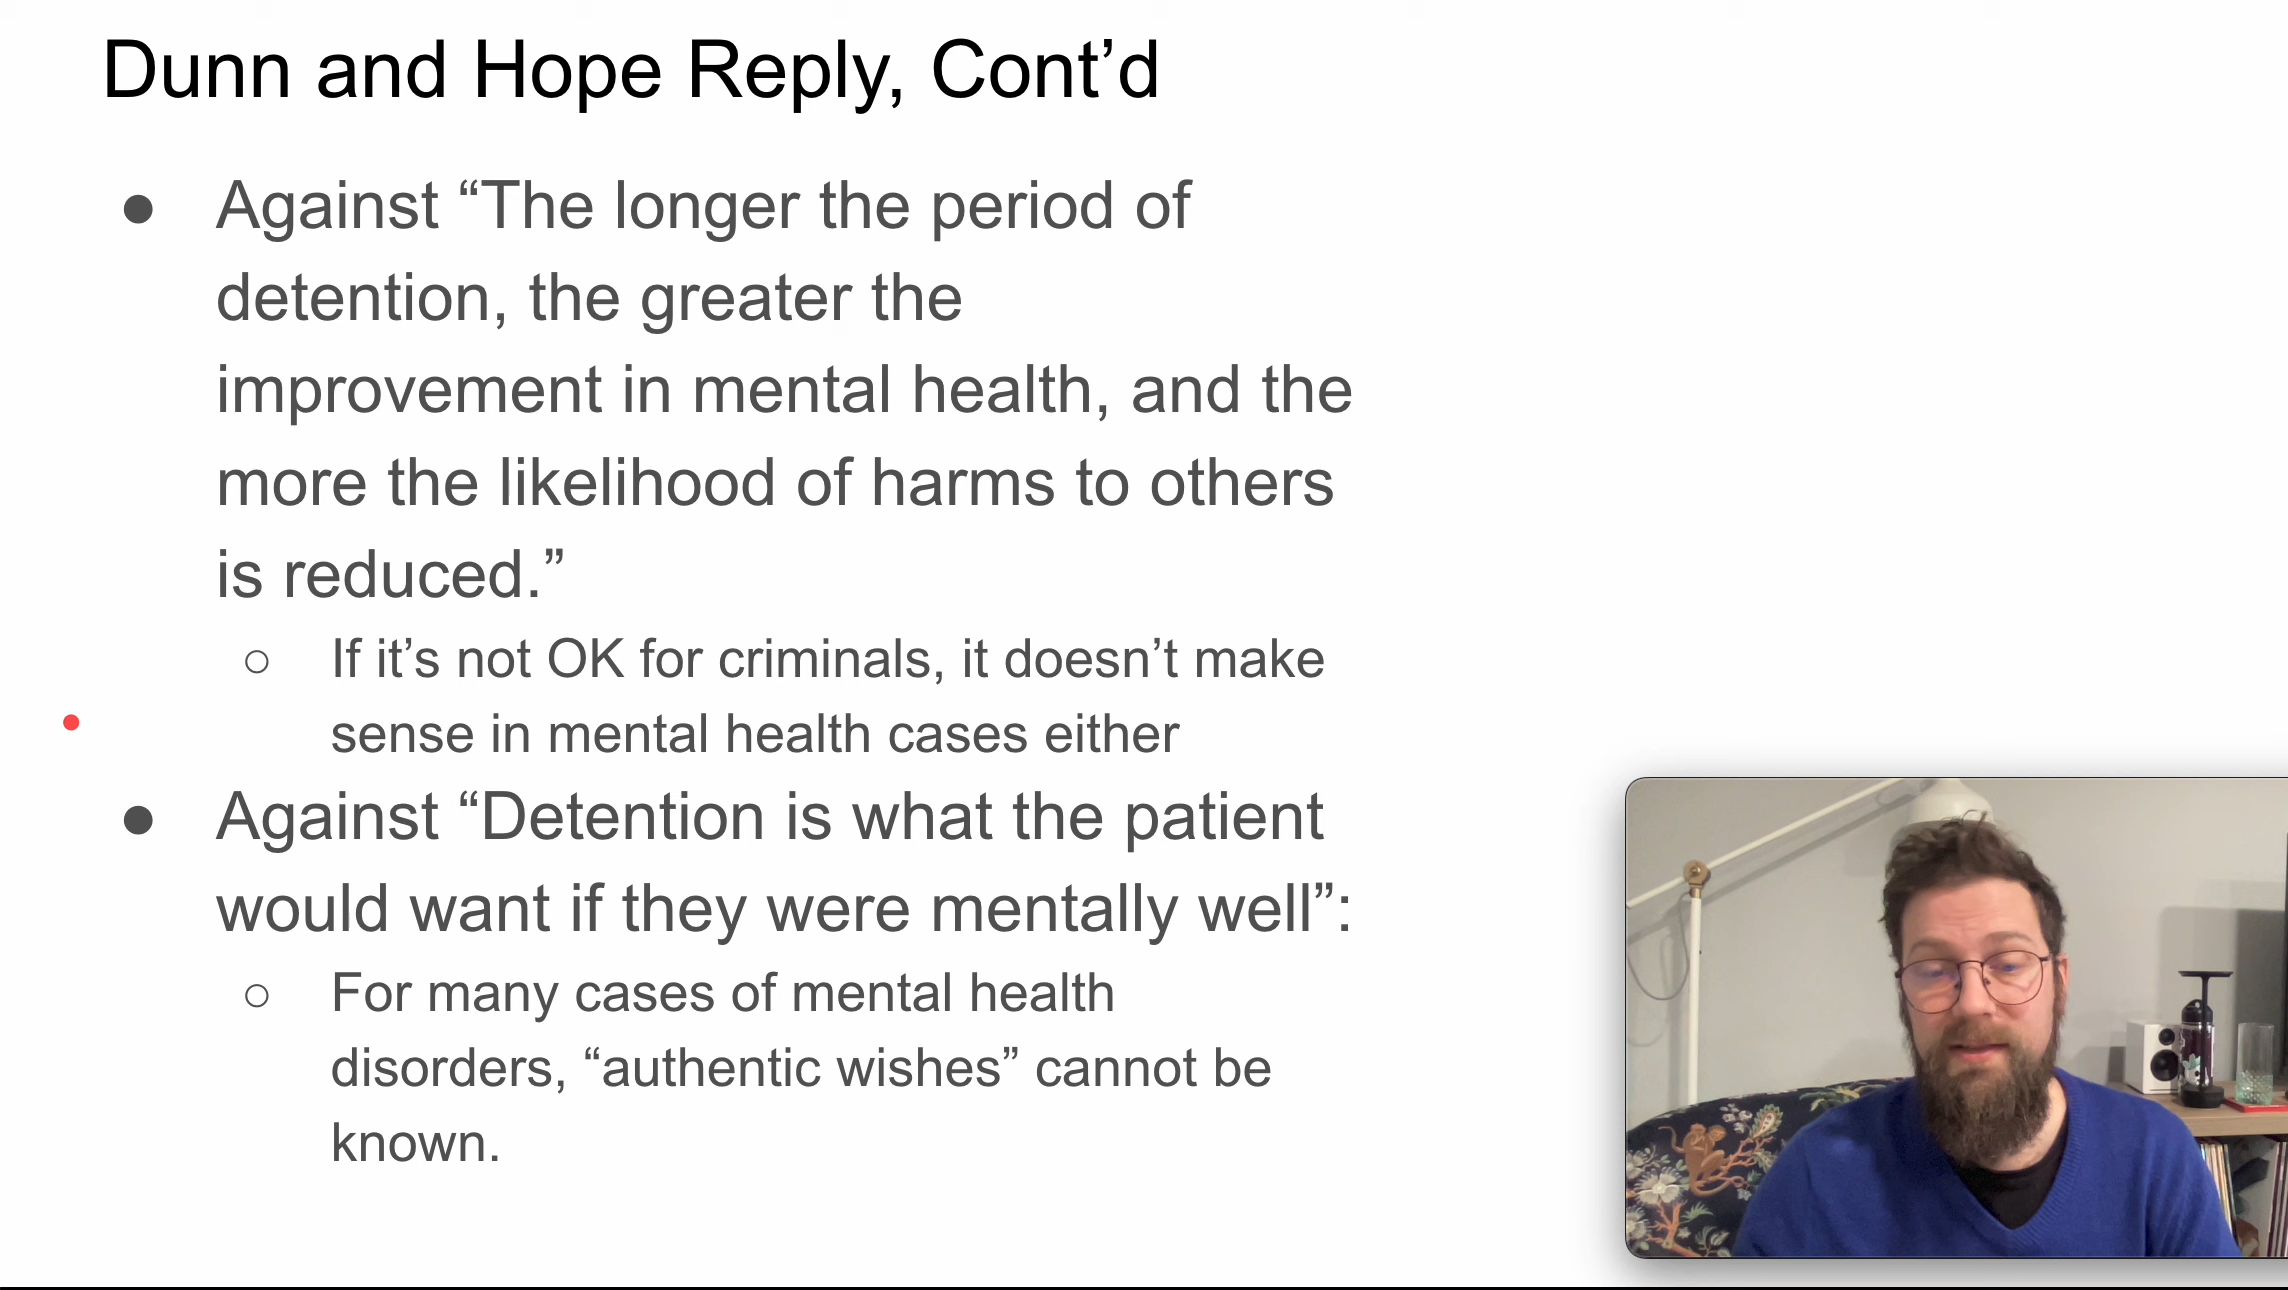 Dunn and Hope Reply, Cont’d
● Against “The longer the period of
detention, the greater the
improvement in mental health, and the
more the likelihood of harms to others
is reduced.”
○ If it’s not OK for criminals, it doesn’t make
sense in mental health cases either
● Against “Detention is what the patient
would want if they were mentally well”:
○ For many cases of mental health
disorders, “authentic wishes” cannot be
known.